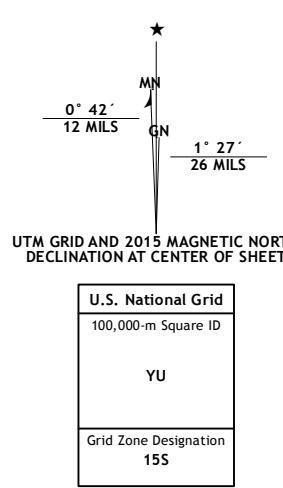 ★
MN
0° 42´
12 MILS
GN
1° 27´
26 MILS
UTM GRID AND 2015 MAGNETIC NORT
DECLINATION AT CENTER OF SHEET
U.S. National Grid
100,000-m Square ID
YU
Grid Zone Designation
15S